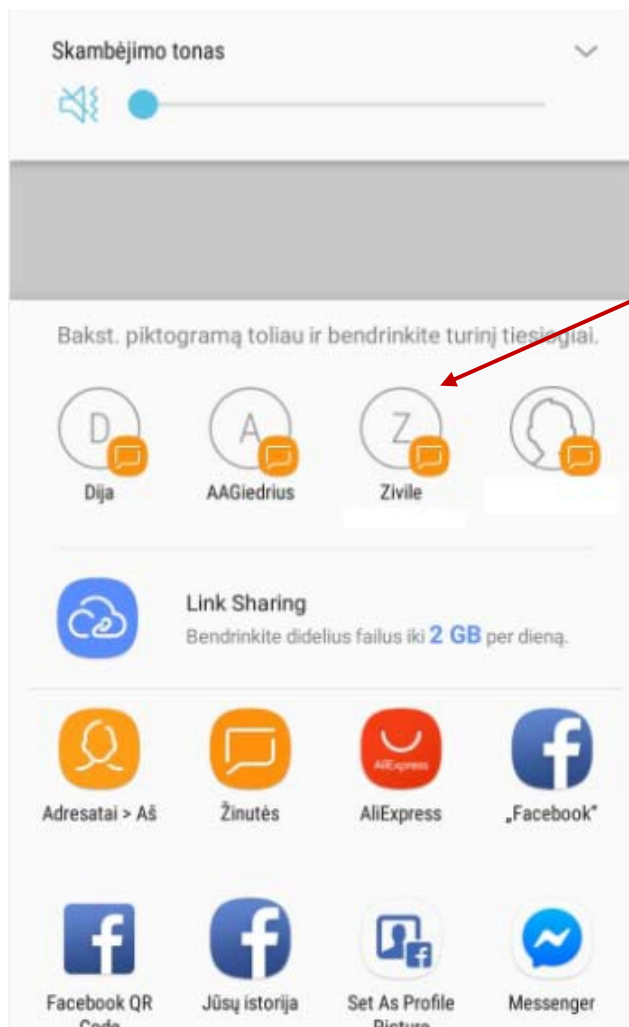 Skambėjimo tonas
Bakst. piktogramą toliau ir bendrinkite turinį tiesiogiai.
D A Z
Dija AAGiedrius Zivile
Link Sharing
Bendrinkite didelius failus iki 2 GB per dieną.
AliExpress
Adresatai > Aš Žinutės AliExpress „Facebook“
Facebook QR Jūsų istorija Set As Profile Messenger
Code Picture